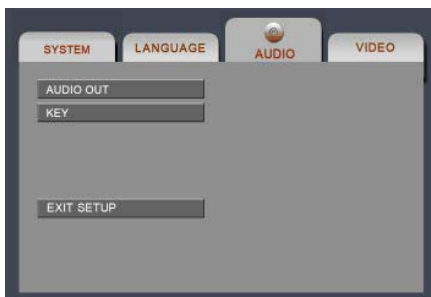 SYSTEM LANGUAGE AUDIO VIDEO
AUDIO OUT
KEY
EXIT SETUP